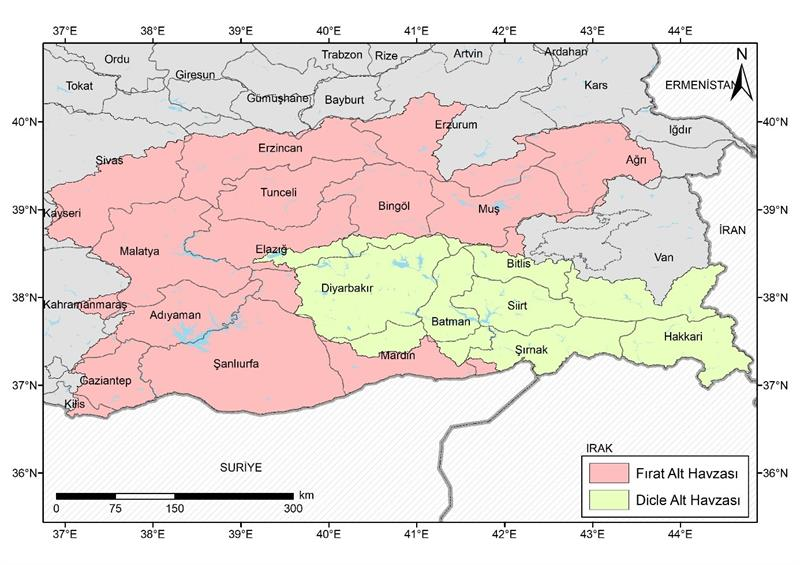 37°E 38°E 39°E 40°E 41°E 42°E 43°E 44°E
Ordu
Trabzon
Rize
Artvin
Ardahan
N
Tokat
Giresun
Gümüşhane
Bayburt
Kars
ERMENİSTAN
40°N
40°N
Erzurum
Iğdır
Sivas
Erzincan
Ağrı
Tunceli
39°N
39°N
Kayseri
Bingöl
Muş
İRAN
Malatya
Elazığ
Van
Bitlis
38°N
38°N
Kahramanmaraş
Diyarbakır
Siirt
Adıyaman
Batman
Hakkari
Şanlıurfa
Mardin
Şırnak
37°N
37°N
Gaziantep
Kilis
36°N
36°N
SURİYE
IRAK
Fırat Alt Havzası
Dicle Alt Havzası
km
0 75 150 300
37°E 38°E 39°E 40°E 41°E 42°E 43°E 44°E